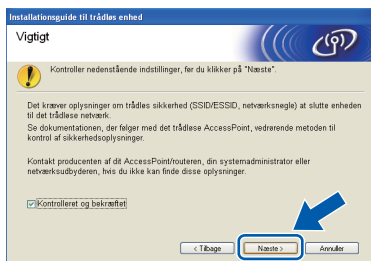 Installationsguide til trådløs enhed
Vigtigt
Kontroller nedenstående indstillinger, før du klikker på "Næste".
Det kræver oplysninger om trådløs sikkerhed (SSID/ESSID, netværksnøgle) at slutte enheden
til det trådløse netværk.
Se dokumentationen, der følger med det trådløse AccessPoint, vedrørende metoden til
kontrol af sikkerhedsoplysninger.
Kontakt producenten af dit AccessPoint/routeren, din systemadministrator eller
netværksudbyderen, hvis du ikke kan finde disse oplysninger.
Kontrolleret og bekræftet
< Tilbage
Næste >
Annuller